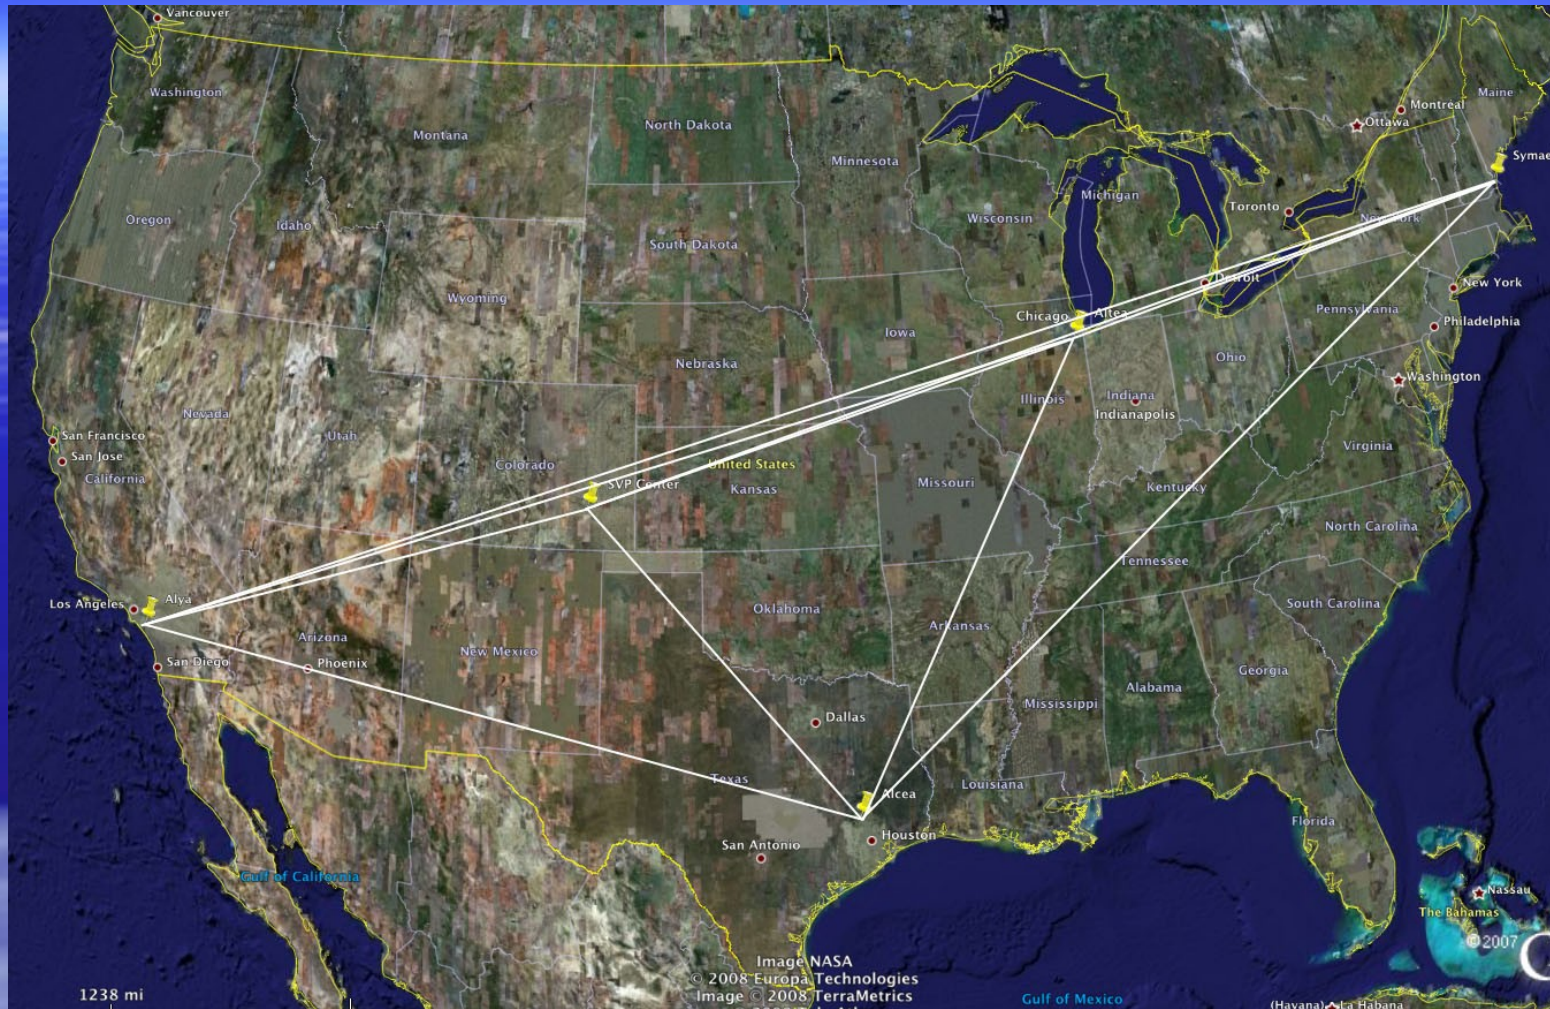 Vancouver
Washington
Montana
North Dakota
Minnesota
Maine
Montreal
Ottawa
Oregon
Idaho
South Dakota
Wisconsin
Michigan
Toronto
New York
Wyoming
Iowa
Detroit
New York
Chicago
Altea
Pennsylvania
Philadelphia
Nebraska
Ohio
Washington
Nevada
Utah
Illinois
Indiana
Indianapolis
San Francisco
San Jose
California
Colorado
United States
SVP Center
Kansas
Missouri
Kentucky
Virginia
North Carolina
Tennessee
Los Angeles
Alya
Arizona
New Mexico
Oklahoma
Arkansas
South Carolina
San Diego
Phoenix
Georgia
Alabama
Mississippi
Dallas
Texas
Louisiana
Alcea
Houston
San Antonio
Florida
Gulf of California
Nassau
The Bahamas
©2007
Image NASA
© 2008 Europa Technologies
Image © 2008 TerraMetrics
1238 mi
Gulf of Mexico
(Havana)
La Habana